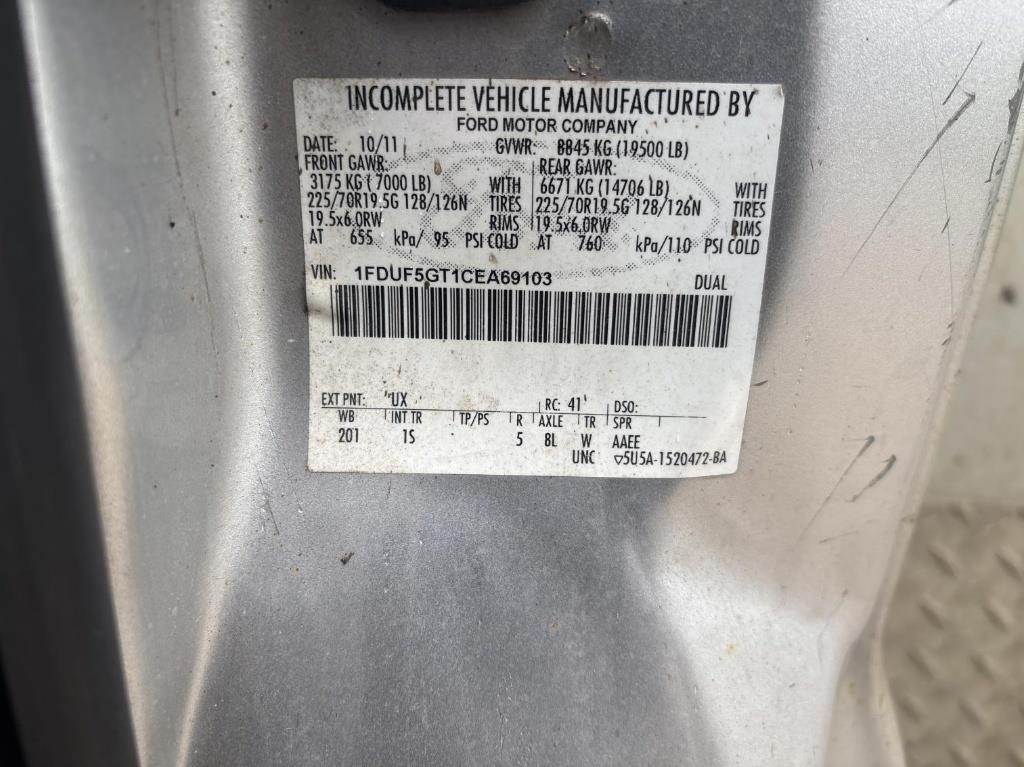 INCOMPLETE VEHICLE MANUFACTURED BY
FORD MOTOR COMPANY
DATE: 10/11 GVWR: 8845 KG (19500 LB)
FRONT GAWR: REAR GAWR:
3175 KG (7000 LB) WITH 6671 KG (14706 LB) WITH
225/70R19.5G 128/126N TIRES 225/70R19.5G 128/126N TIRES
19.5x6.0RW RIMS 19.5x6.0RW RIMS
AT 655 kPa/ 95 PSI COLD AT 760 kPa/110 PSI COLD
VIN: 1FDUF5GT1CEA69103 DUAL
EXT PNT: UX RC: 41 DSO:
WB INT TR TP/PS R AXLE TR SPR
201 1S 5 8L W AAEE
UNC ▽5U5A-1520472-BA